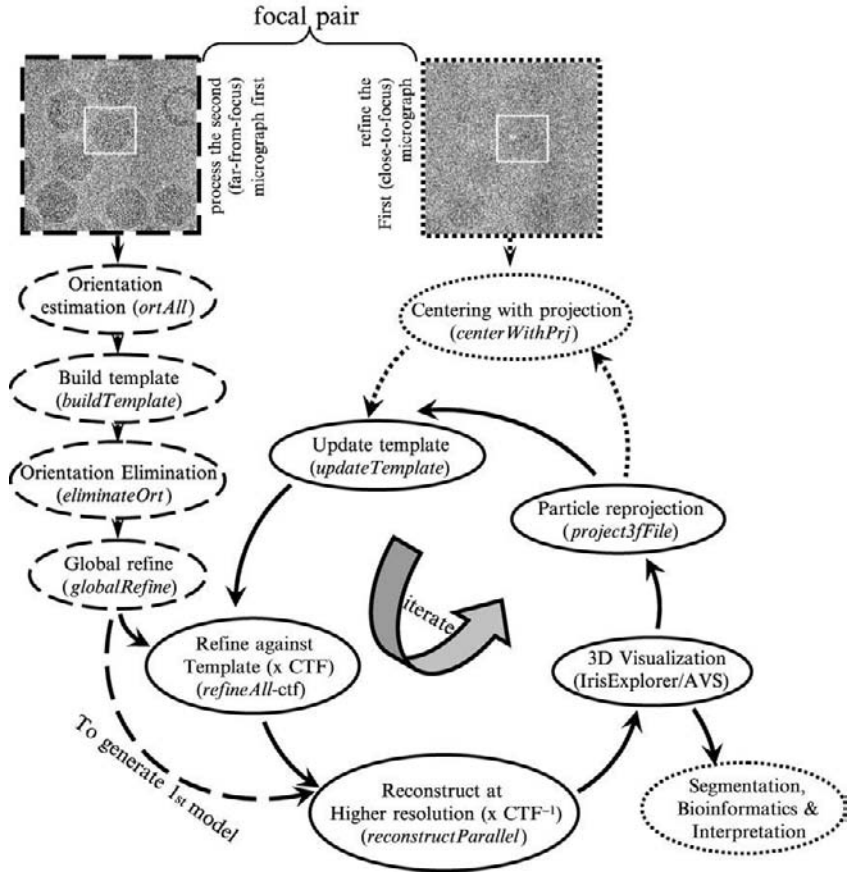 focal pair
process the second
(far-from-focus)
micrograph first
refine the
First (close-to-focus)
micrograph
Orientation
estimation (ortAll)
Centering with projection
(centerWithPrj)
Build template
(buildTemplate)
Update template
(updateTemplate)
Orientation Elimination
(eliminateOrt)
Particle reprojection
(project3fFile)
Global refine
(globalRefine)
iterate
Refine against
Template (x CTF)
(refineAll-ctf)
3D Visualization
(IrisExplorer/AVS)
To generate 1st model
Reconstruct at
Higher resolution (x CTF⁻¹)
(reconstructParallel)
Segmentation,
Bioinformatics &
Interpretation